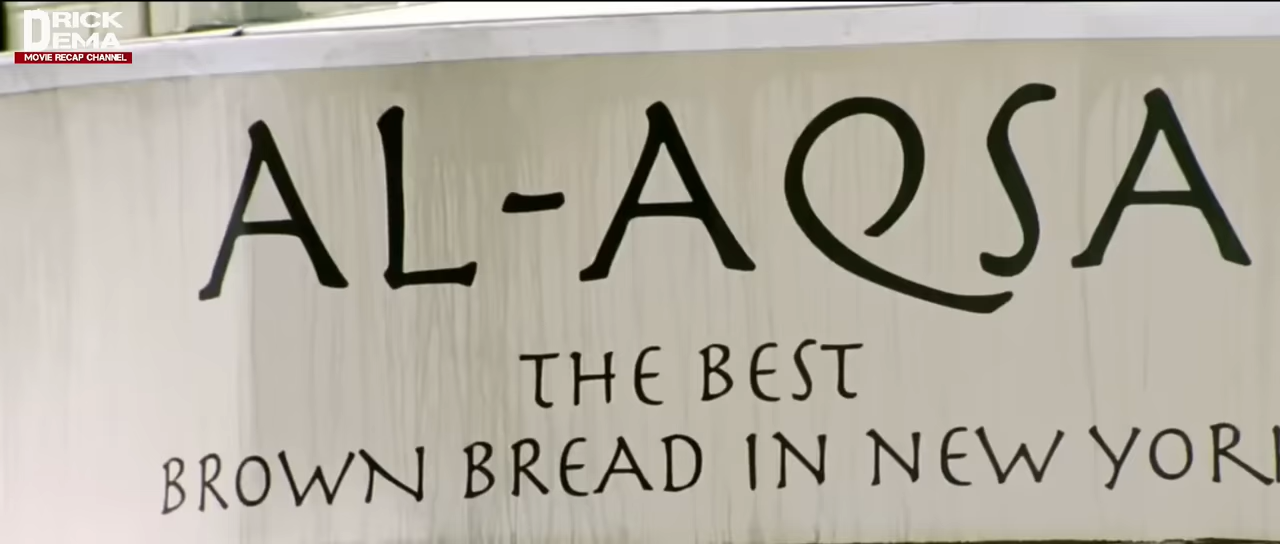 DRICK
DEMA
MOVIE RECAP CHANNEL
AL-AQSA
THE BEST
BROWN BREAD IN NEW YOR